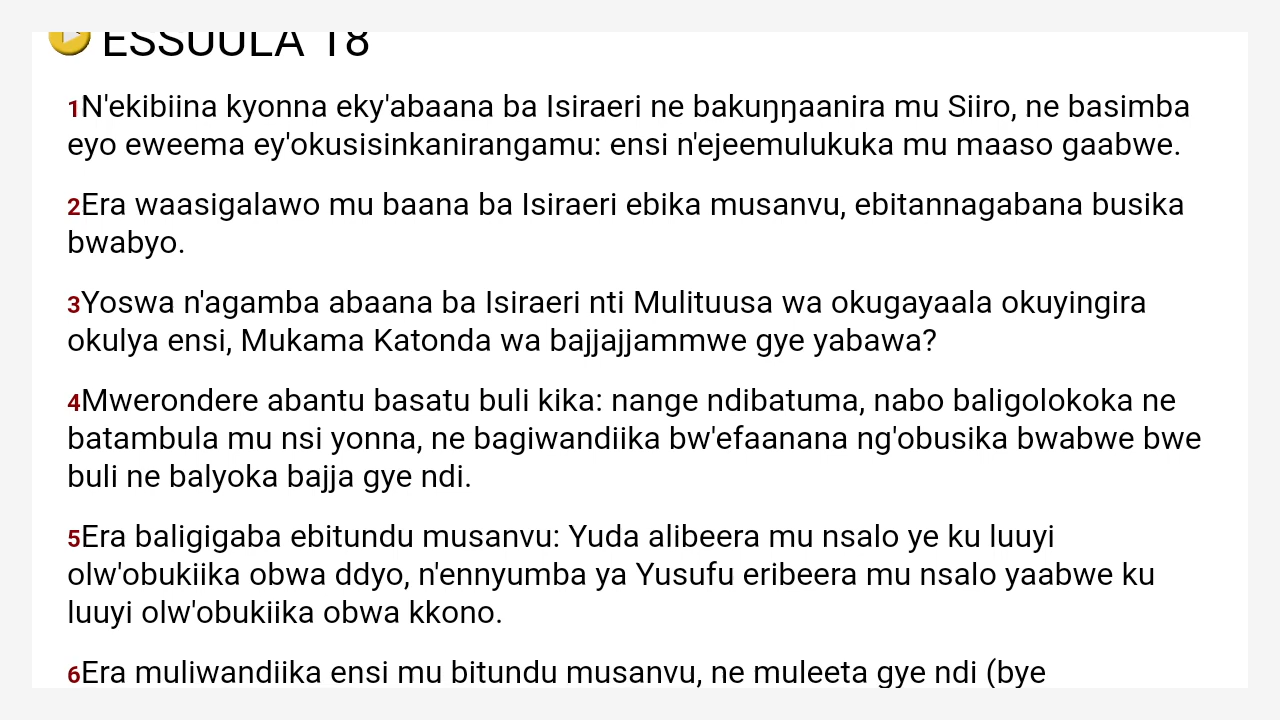 ESSUULA 18
1N'ekibiina kyonna eky'abaana ba Isiraeri ne bakuŋŋaanira mu Siiro, ne basimba
eyo eweema ey'okusisinkanirangamu: ensi n'ejeemulukuka mu maaso gaabwe.
2Era waasigalawo mu baana ba Isiraeri ebika musanvu, ebitannagabana busika
bwabyo.
3Yoswa n'agamba abaana ba Isiraeri nti Mulituusa wa okugayaala okuyingira
okulya ensi, Mukama Katonda wa bajjajjammwe gye yabawa?
4Mwerondere abantu basatu buli kika: nange ndibatuma, nabo baligolokoka ne
batambula mu nsi yonna, ne bagiwandiika bw'efaanana ng'obusika bwabwe bwe
buli ne balyoka bajja gye ndi.
5Era baligigaba ebitundu musanvu: Yuda alibeera mu nsalo ye ku luuyi
olw'obukiika obwa ddyo, n'ennyumba ya Yusufu eribeera mu nsalo yaabwe ku
luuyi olw'obukiika obwa kkono.
6Era muliwandiika ensi mu bitundu musanvu, ne muleeta gye ndi (bye